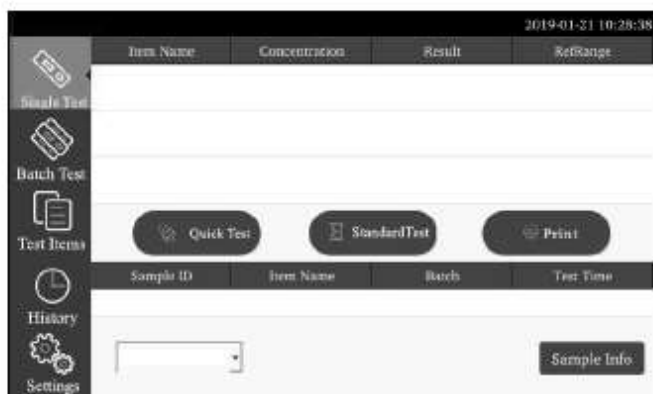 2019-01-21 10:28:38
Item Name Concentration Result RefRange
Single Test
Batch Test
Test Items
Quick Test StandardTest Print
Sample ID Item Name Batch Test Time
History
Sample Info
Settings